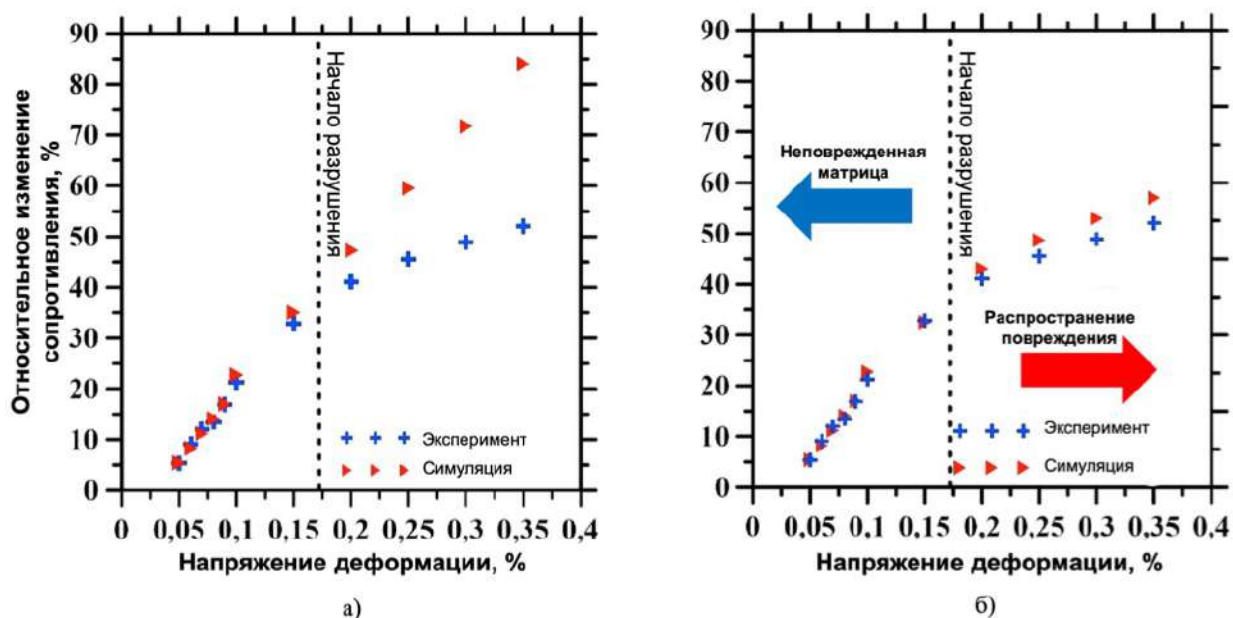 90
80
70
60
50
40
30
20
10
0
Относительное изменение
сопротивления, %
Начало разрушения
Эксперимент
Симуляция
0 0,05 0,1 0,15 0,2 0,25 0,3 0,35 0,4
Напряжение деформации, %
а)
90
80
70
60
50
40
30
20
10
0
Неповрежденная
матрица
Начало разрушения
Распространение
повреждения
Эксперимент
Симуляция
0 0,05 0,1 0,15 0,2 0,25 0,3 0,35 0,4
Напряжение деформации, %
б)